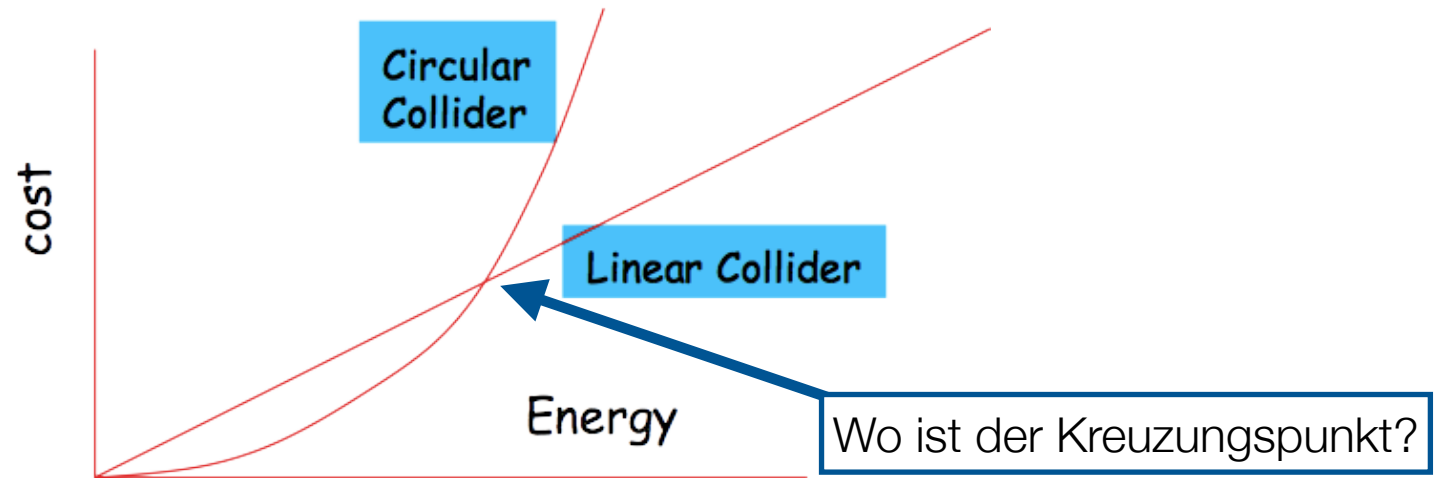 Circular
Collider
cost
Linear Collider
Energy
Wo ist der Kreuzungspunkt?